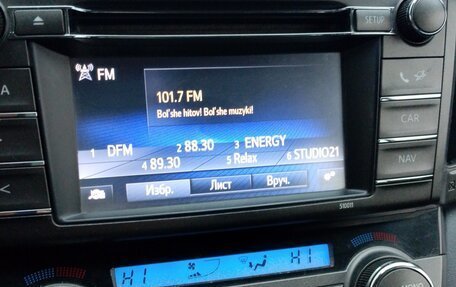 SETUP
FM
101.7 FM
Bol'she hitov! Bol'she muzyki!
1 DFM 2 88.30 3 ENERGY
4 89.30 5 Relax 6 STUDIO21
Избр. Лист Вруч.
A
CAR
NAV
510011
HI HI